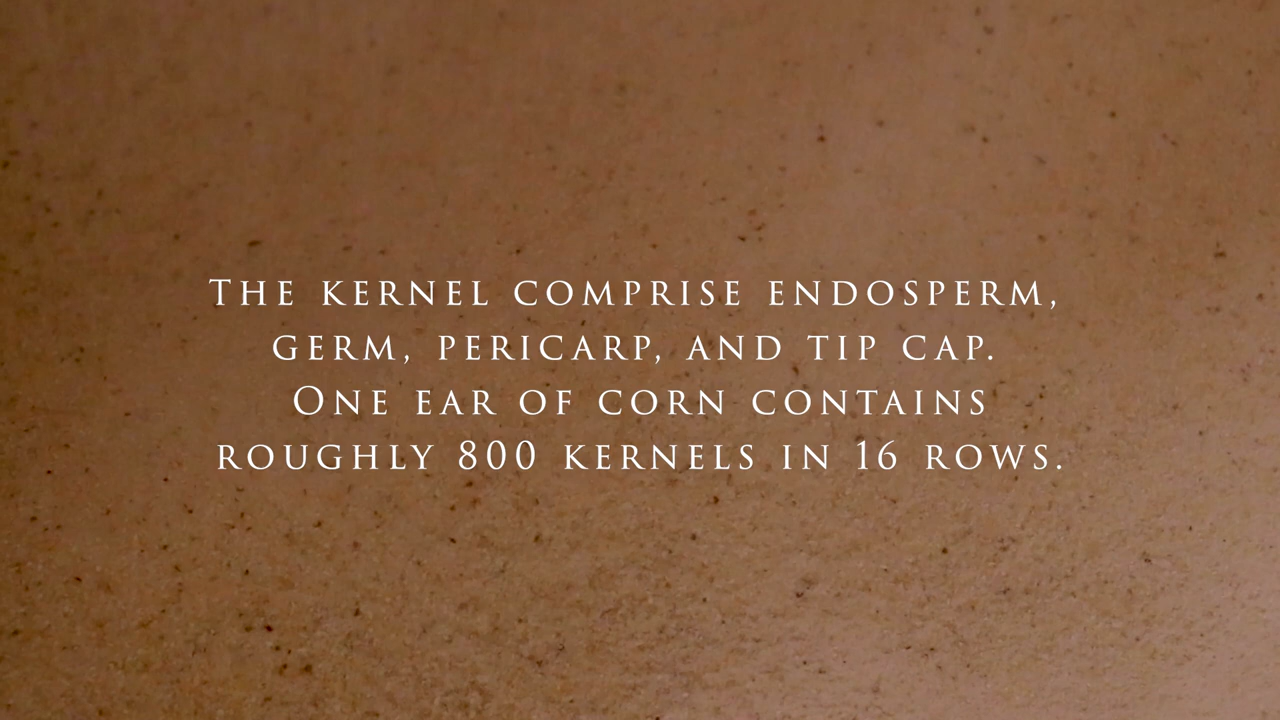 The kernel comprise endosperm,
germ, pericarp, and tip cap.
One ear of corn contains
roughly 800 kernels in 16 rows.